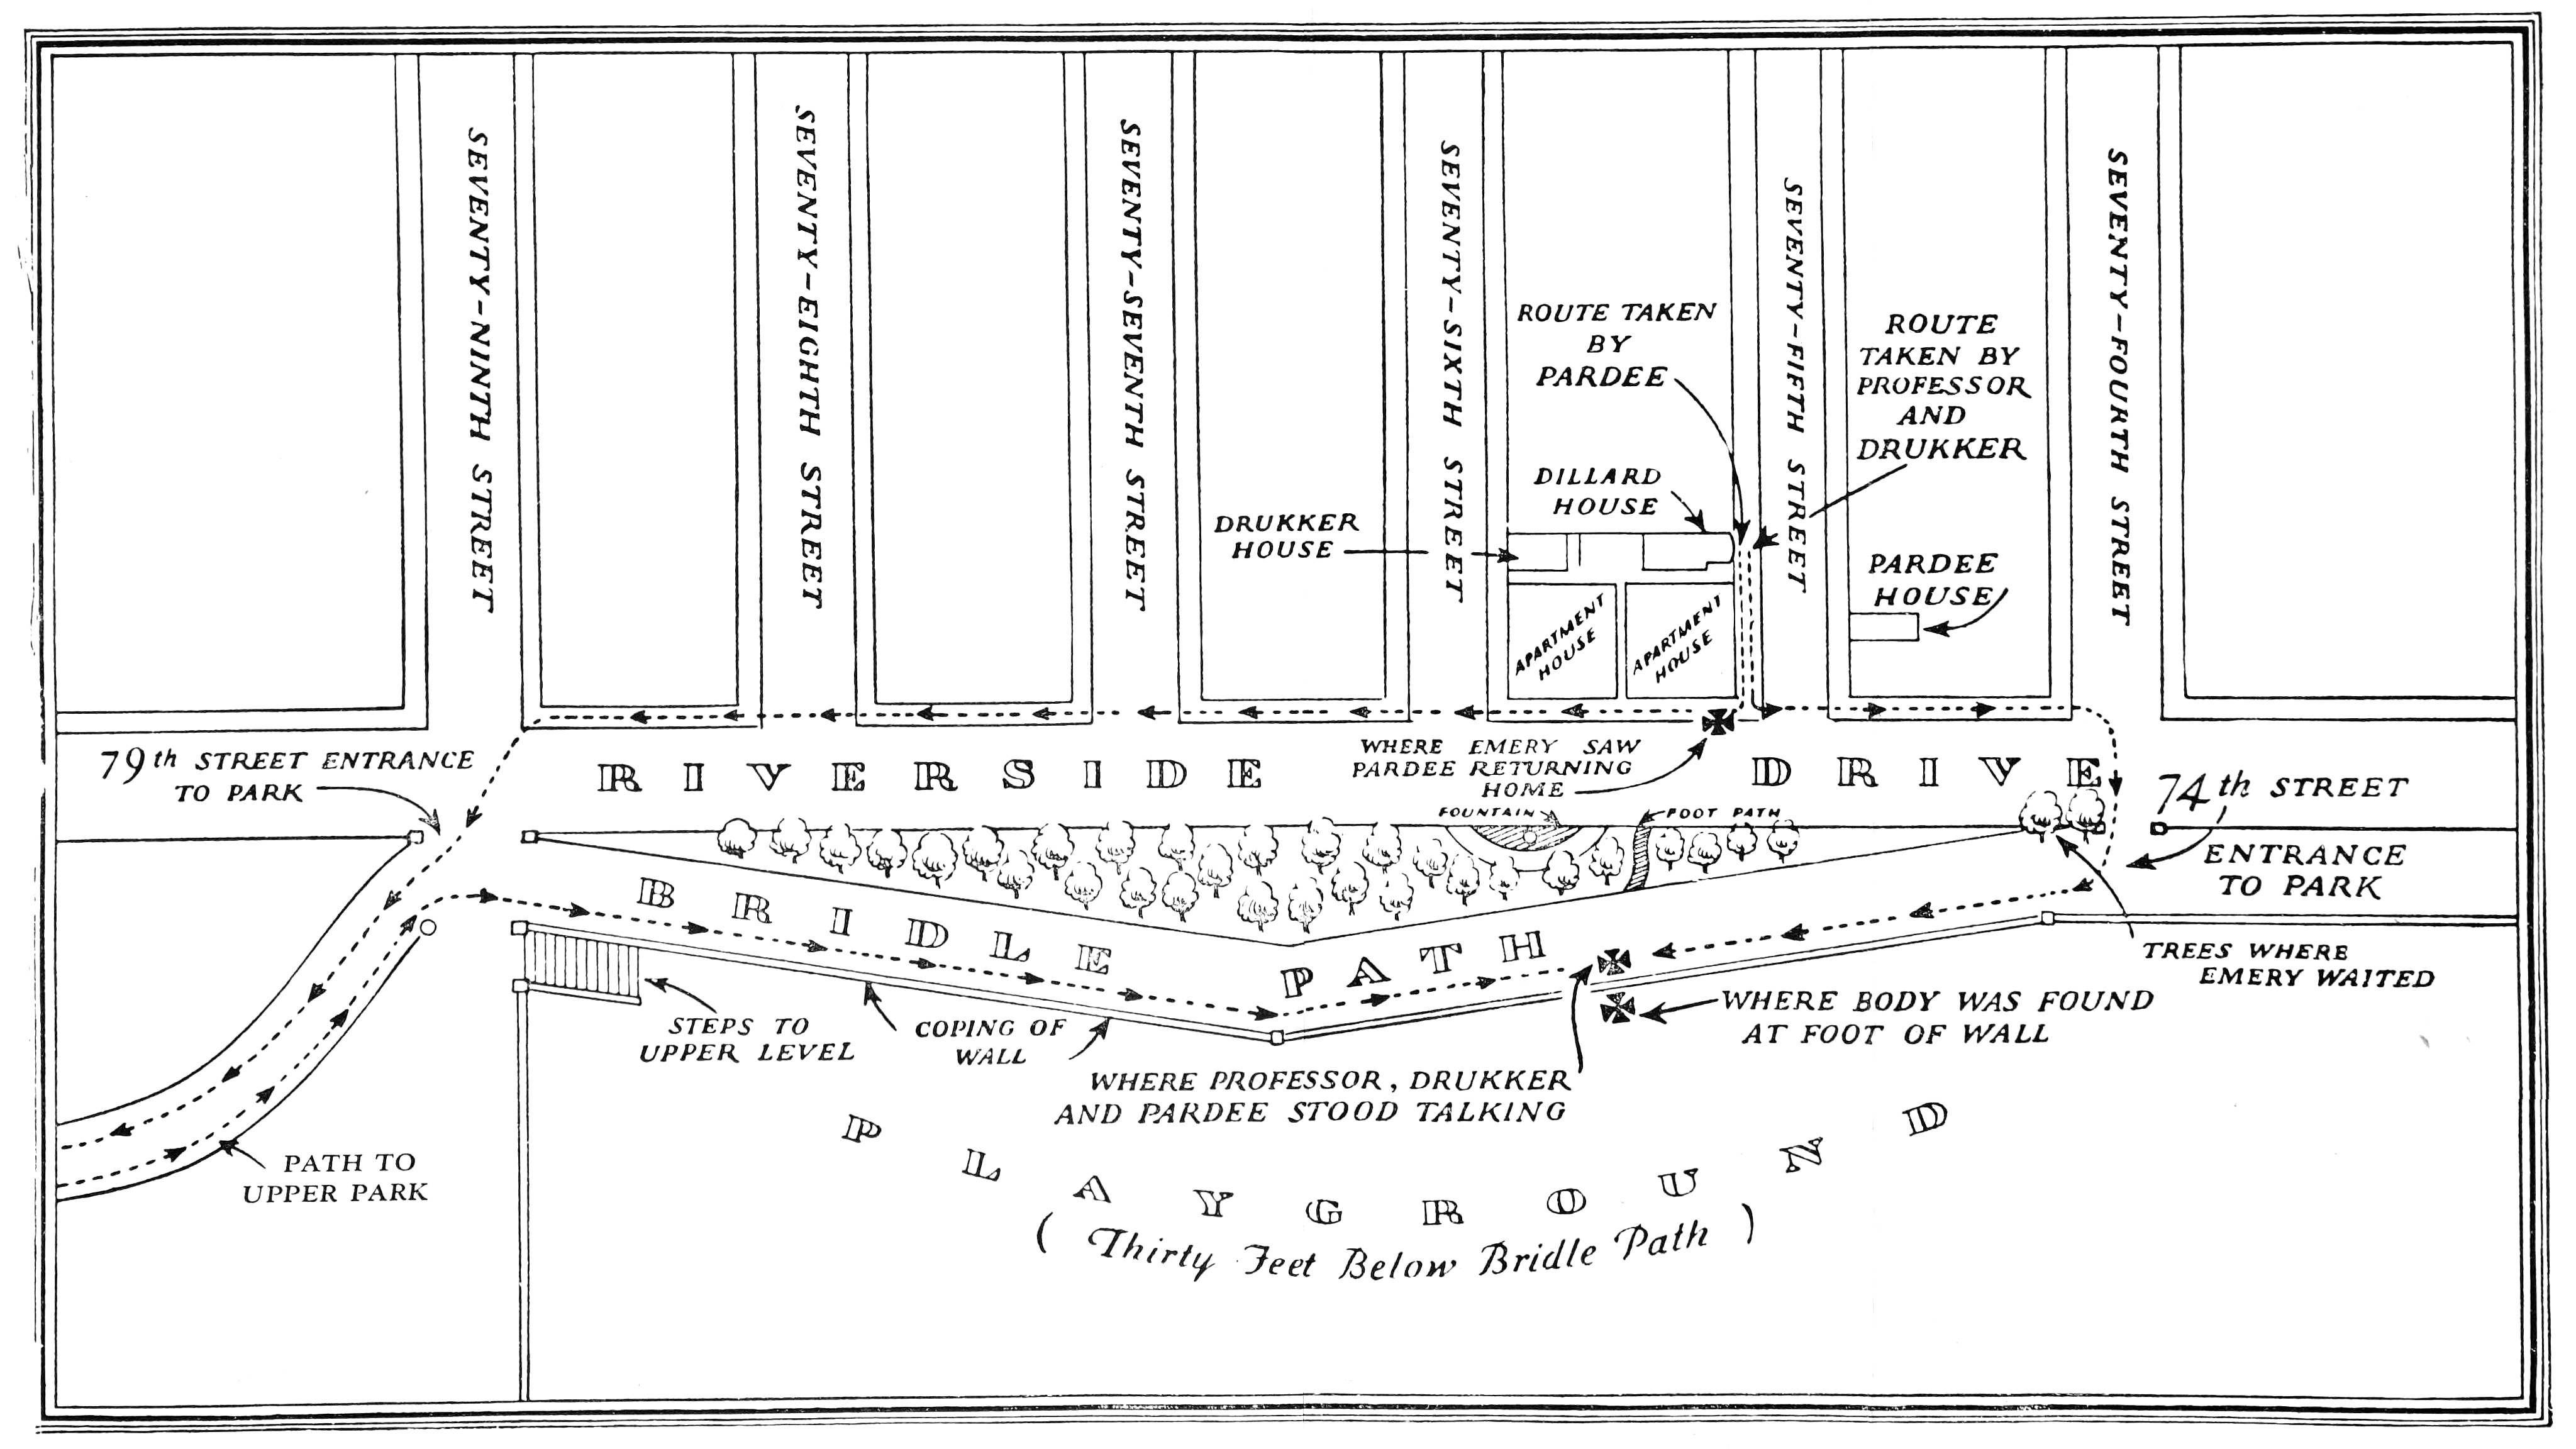 SEVENTY-NINTH STREET
SEVENTY-EIGHTH STREET
SEVENTY-SEVENTH STREET
SEVENTY-SIXTH STREET
SEVENTY-FIFTH STREET
SEVENTY-FOURTH STREET
ROUTE TAKEN
BY
PARDEE
ROUTE
TAKEN BY
PROFESSOR
AND
DRUKKER
DILLARD
HOUSE
DRUKKER
HOUSE
PARDEE
HOUSE
APARTMENT
HOUSE
APARTMENT
HOUSE
79th STREET ENTRANCE
TO PARK
RIVERSIDE DRIVE
WHERE EMERY SAW
PARDEE RETURNING
HOME
74th STREET
ENTRANCE
TO PARK
FOUNTAIN
FOOT PATH
BRIDLE PATH
TREES WHERE
EMERY WAITED
STEPS TO
UPPER LEVEL
COPING OF
WALL
WHERE BODY WAS FOUND
AT FOOT OF WALL
WHERE PROFESSOR, DRUKKER
AND PARDEE STOOD TALKING
PATH TO
UPPER PARK
PLAYGROUND
(Thirty Feet Below Bridle Path)